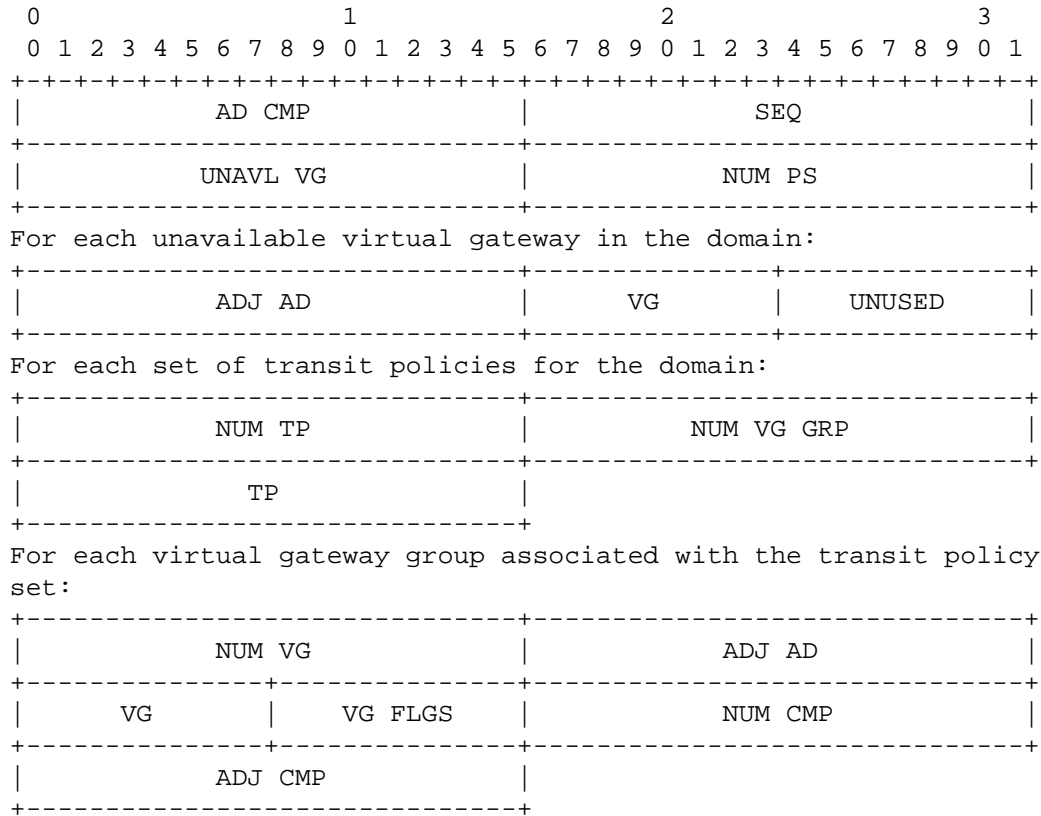 0                   1                   2                   3
 0 1 2 3 4 5 6 7 8 9 0 1 2 3 4 5 6 7 8 9 0 1 2 3 4 5 6 7 8 9 0 1
+-+-+-+-+-+-+-+-+-+-+-+-+-+-+-+-+-+-+-+-+-+-+-+-+-+-+-+-+-+-+-+-+
|            AD CMP             |              SEQ              |
+-------------------------------+-------------------------------+
|           UNAVL VG            |            NUM PS             |
+-------------------------------+-------------------------------+
For each unavailable virtual gateway in the domain:
+-------------------------------+---------------+---------------+
|            ADJ AD             |      VG       |    UNUSED     |
+-------------------------------+---------------+---------------+
For each set of transit policies for the domain:
+-------------------------------+-------------------------------+
|            NUM TP             |          NUM VG GRP           |
+-------------------------------+-------------------------------+
|              TP               |
+-------------------------------+
For each virtual gateway group associated with the transit policy
set:
+-------------------------------+-------------------------------+
|            NUM VG             |            ADJ AD             |
+---------------+---------------+-------------------------------+
|      VG       |    VG FLGS    |            NUM CMP            |
+---------------+---------------+-------------------------------+
|            ADJ CMP            |
+-------------------------------+